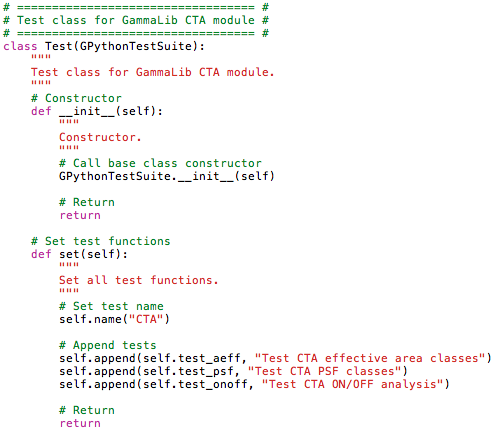 # ================================== #
# Test class for GammaLib CTA module #
# ================================== #
class Test(GPythonTestSuite):
    """
    Test class for GammaLib CTA module.
    """
    # Constructor
    def __init__(self):
        """
        Constructor.
        """
        # Call base class constructor
        GPythonTestSuite.__init__(self)

        # Return
        return

    # Set test functions
    def set(self):
        """
        Set all test functions.
        """
        # Set test name
        self.name("CTA")

        # Append tests
        self.append(self.test_aeff, "Test CTA effective area classes")
        self.append(self.test_psf, "Test CTA PSF classes")
        self.append(self.test_onoff, "Test CTA ON/OFF analysis")

        # Return
        return